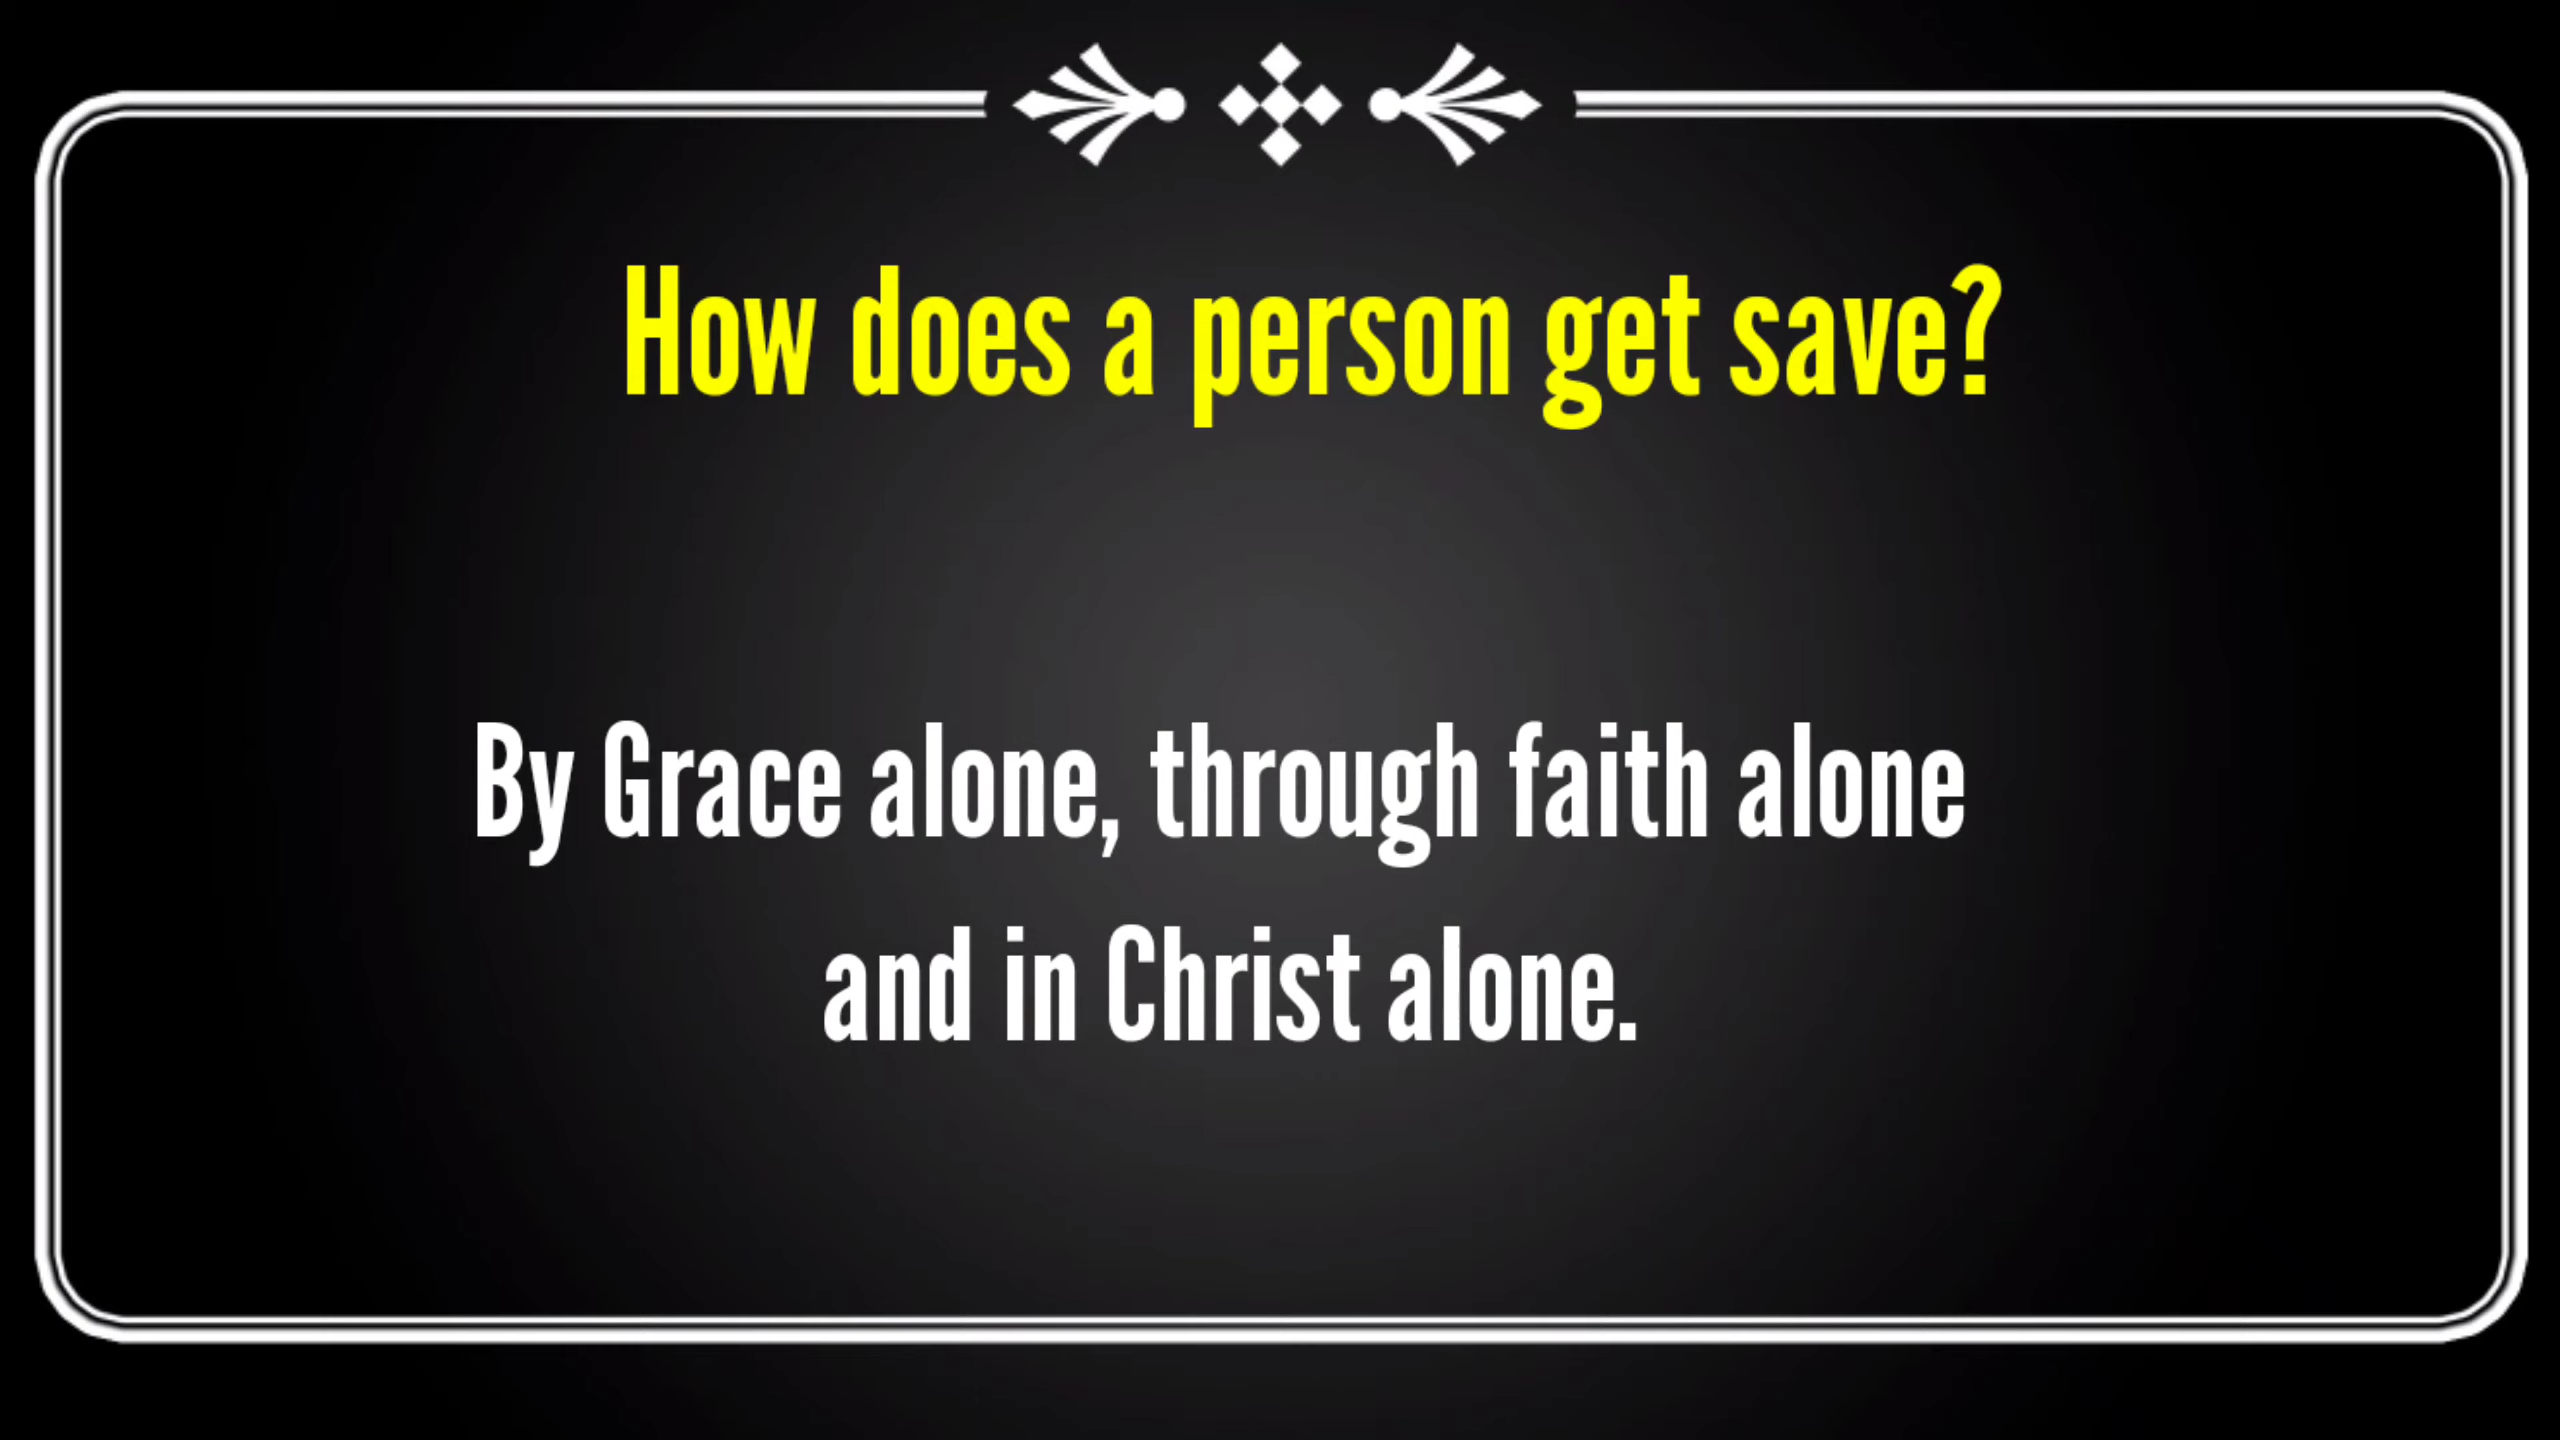 How does a person get save?
By Grace alone, through faith alone
and in Christ alone.